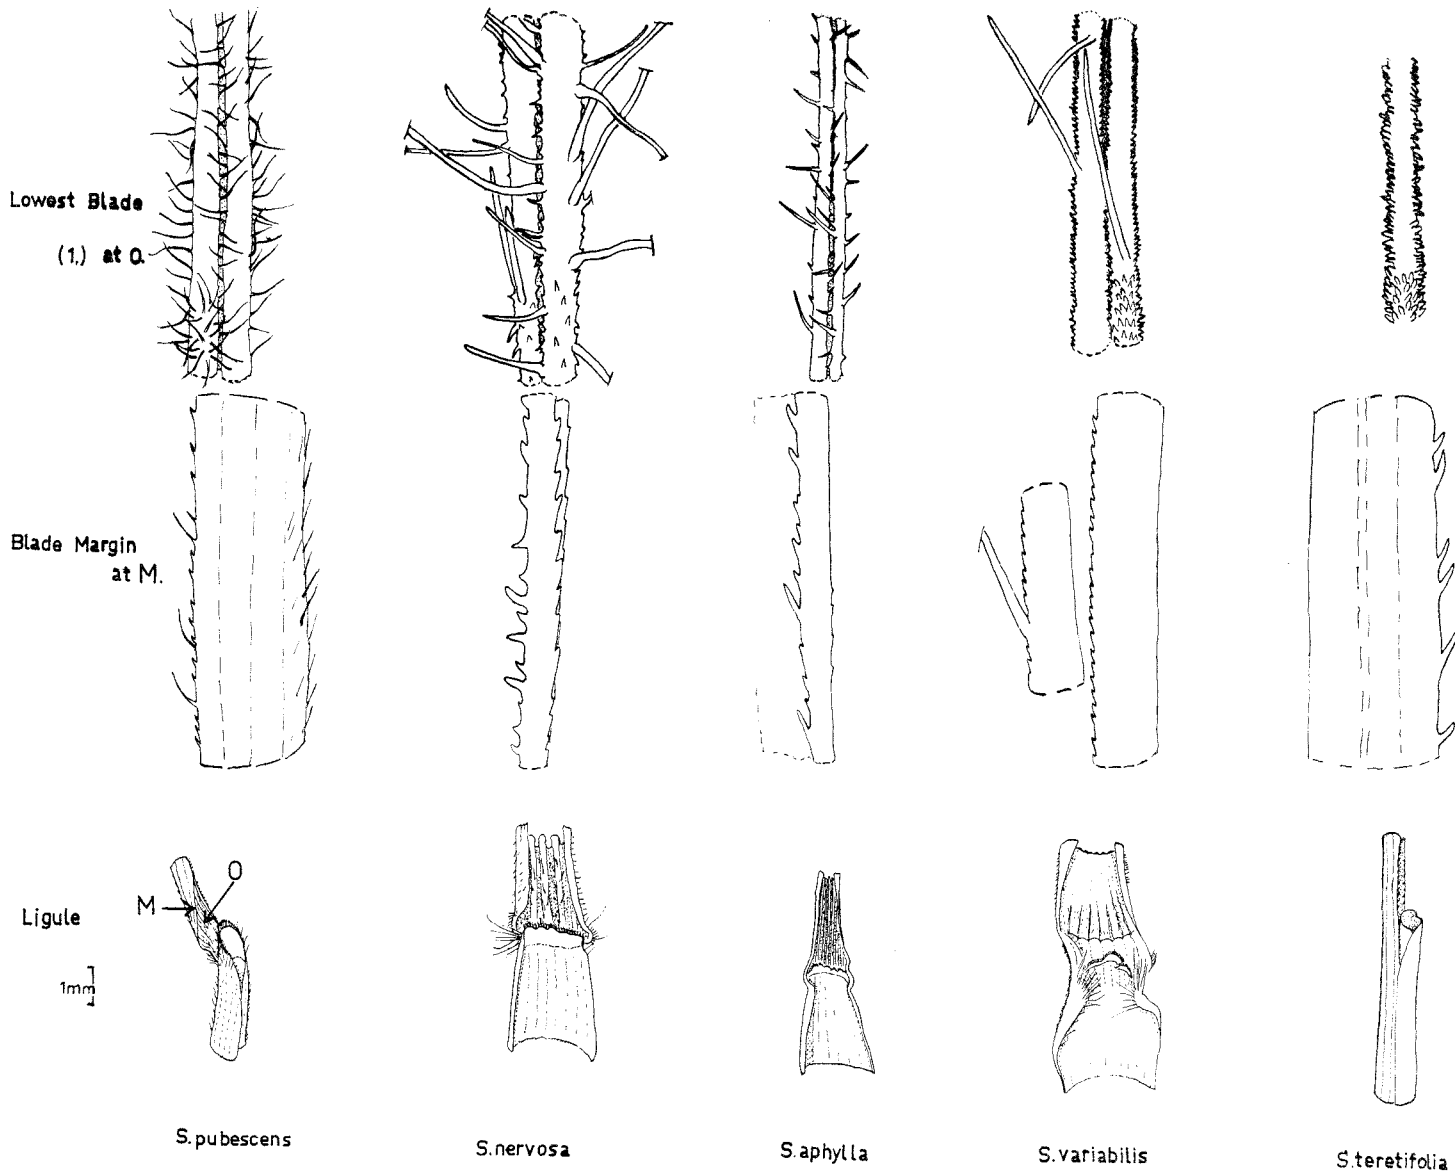 Lowest Blade
(1,) at O.
Blade Margin
at M.
O
M
Ligule
1mm
S.pubescens
S.nervosa
S.aphylla
S.variabilis
S.teretifolia